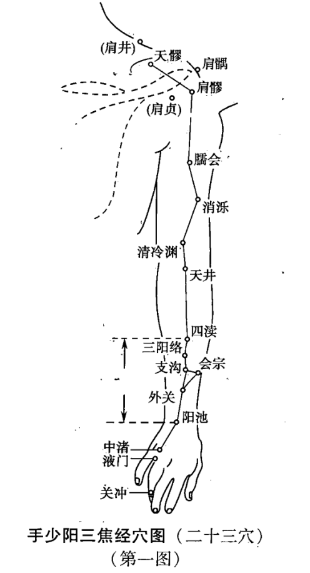 (肩井)
天髎
肩髃
肩髎
(肩贞)
臑会
消泺
清冷渊
天井
四渎
三阳络
支沟
会宗
外关
阳池
中渚
液门
关冲
手少阳三焦经穴图(二十三穴)
(第一图)